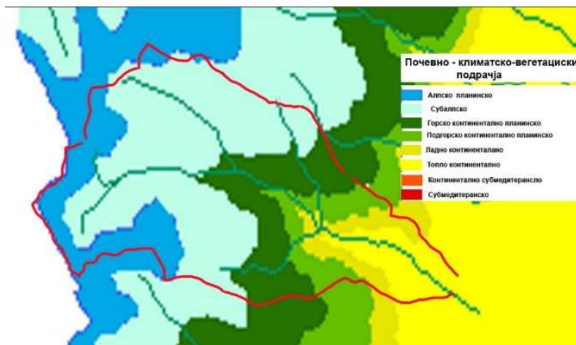 Почевно - климатско-вегетациски
подрачја
Алпско планинско
Субалпско
Горско континентално планинско
Подгорско континентално планинско
Ладно континентално
Топло континентално
Континентално субмедитеранско
Субмедитеранско